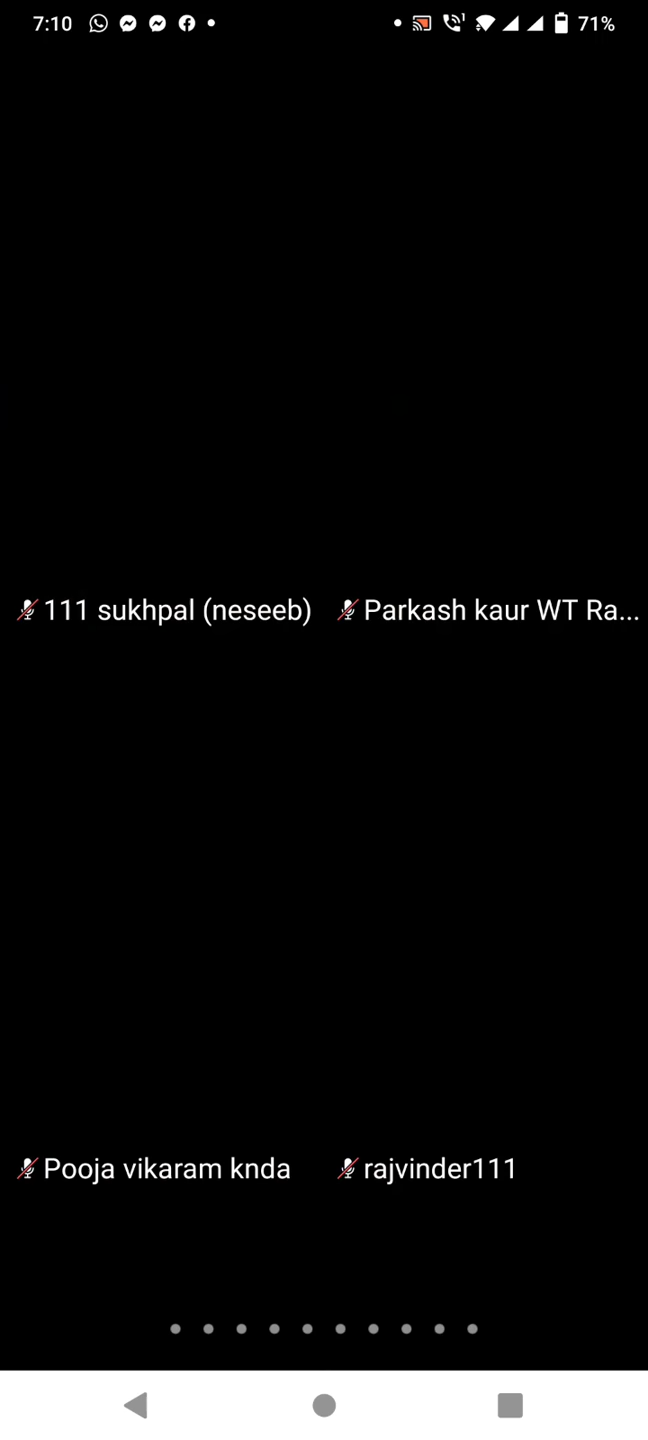 7:10 71%
111 sukhpal (neseeb) Parkash kaur WT Ra...
Pooja vikaram knda rajvinder111